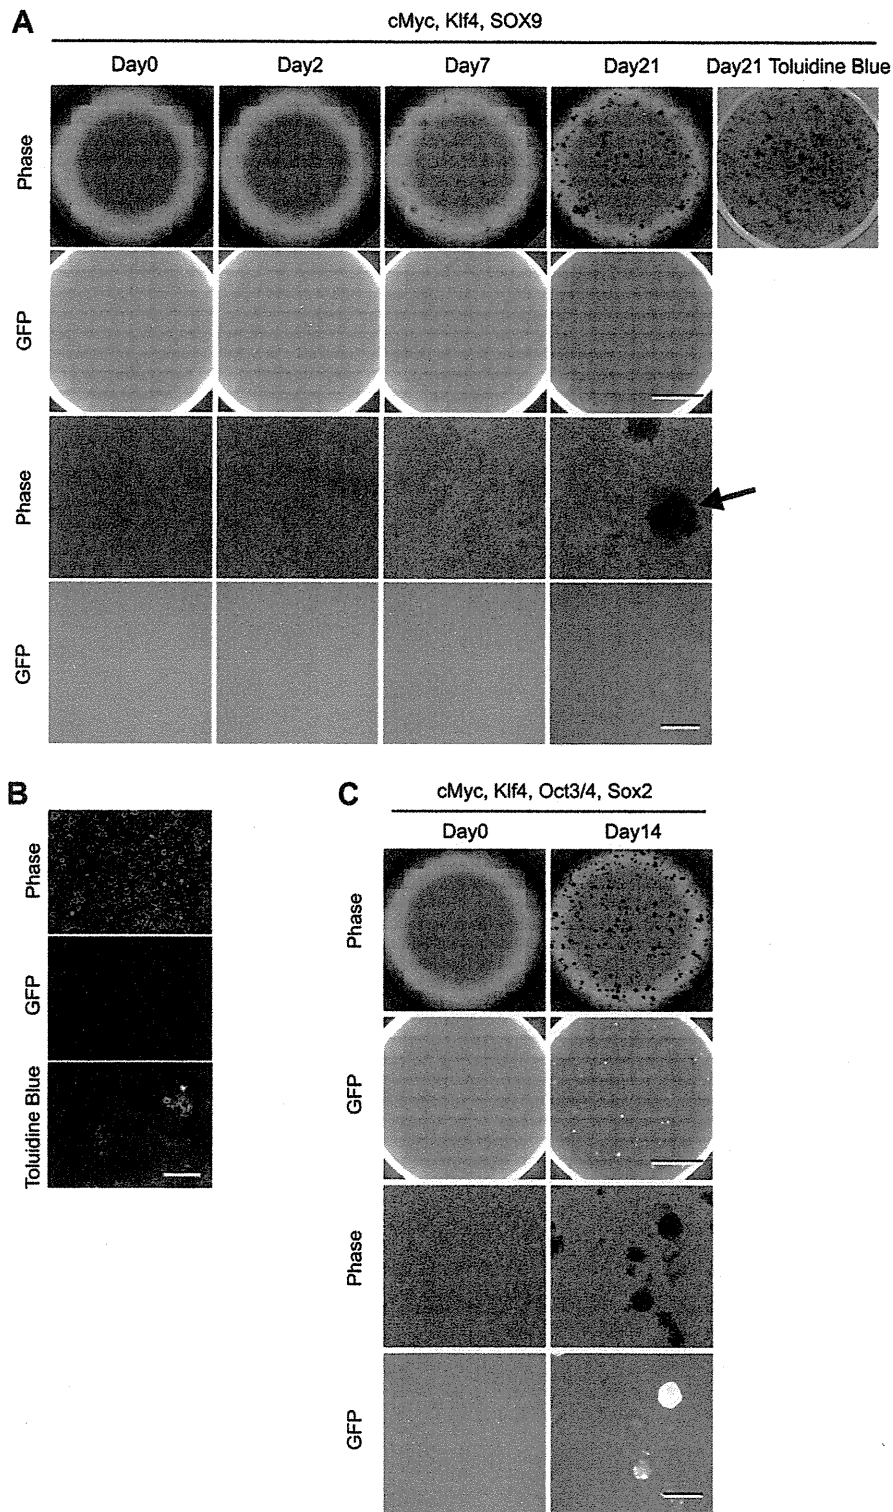 A
cMyc, Klf4, SOX9
Day0 Day2 Day7 Day21 Day21 Toluidine Blue
Phase
GFP
Phase
GFP
B
Phase
GFP
Toluidine Blue
C
cMyc, Klf4, Oct3/4, Sox2
Day0 Day14
Phase
GFP
Phase
GFP